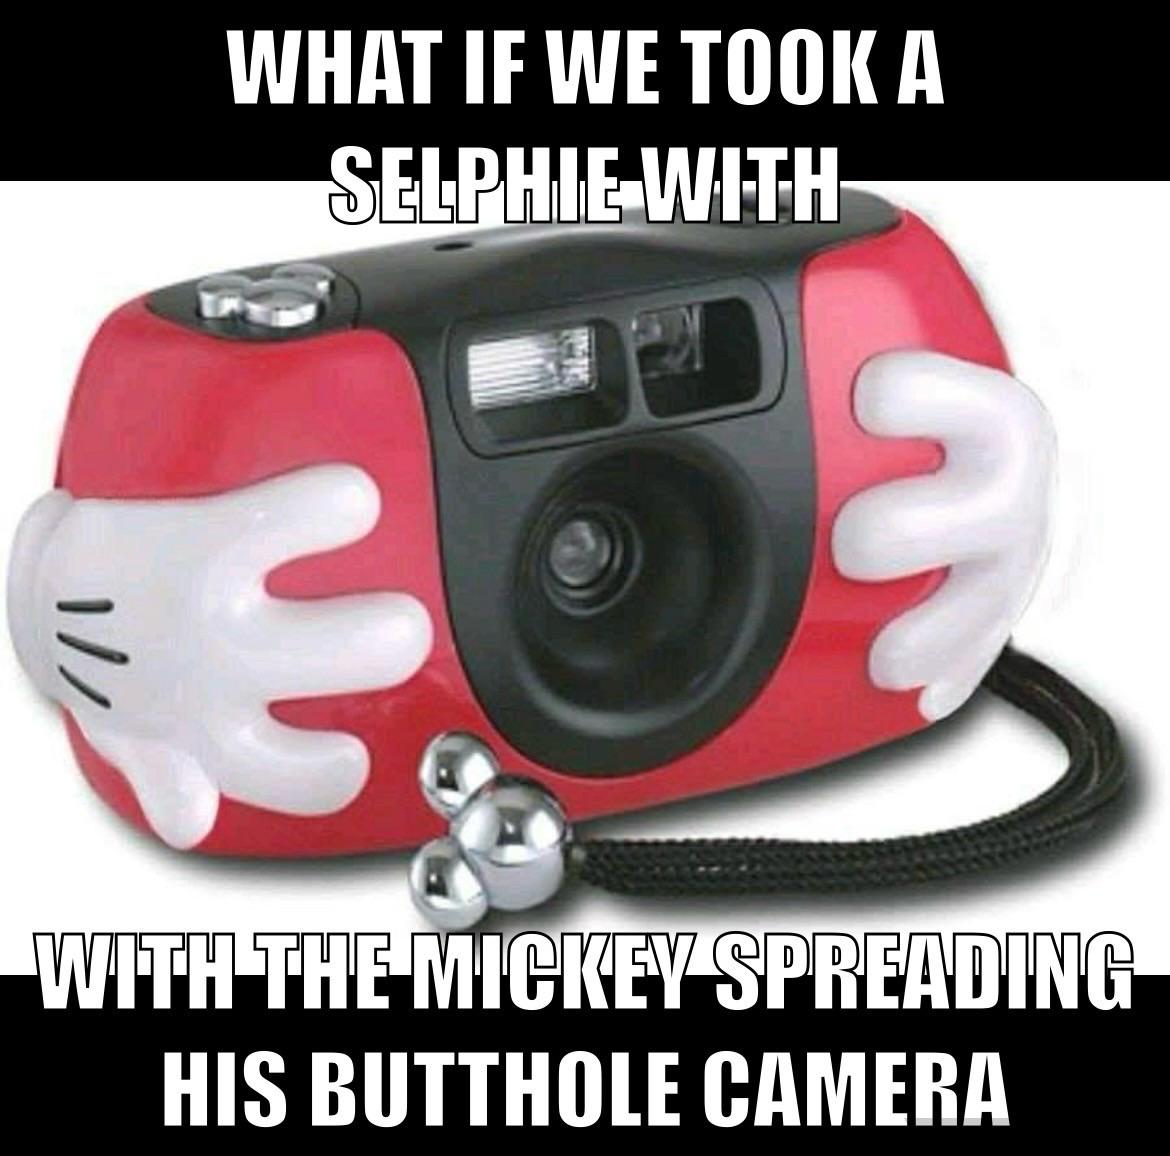 WHAT IF WE TOOK A
SELPHIE WITH
WITH THE MICKEY SPREADING
HIS BUTTHOLE CAMERA